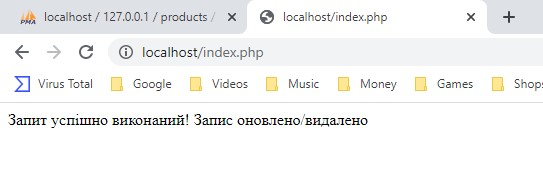 PMA
localhost / 127.0.0.1 / products /
localhost/index.php
localhost/index.php
Virus Total
Google
Videos
Music
Money
Games
Shops
Запит успішно виконаний! Запис оновлено/видалено